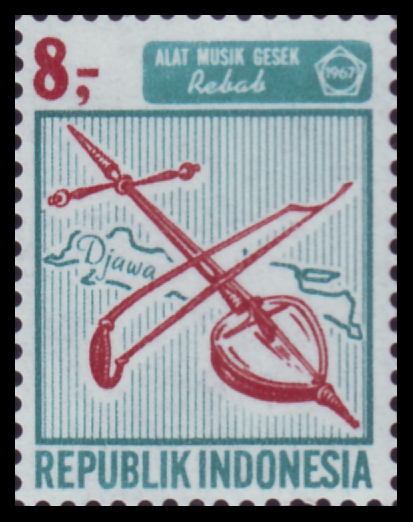 8,-
ALAT MUSIK GESEK
Rebab
1967
Djawa
REPUBLIK INDONESIA